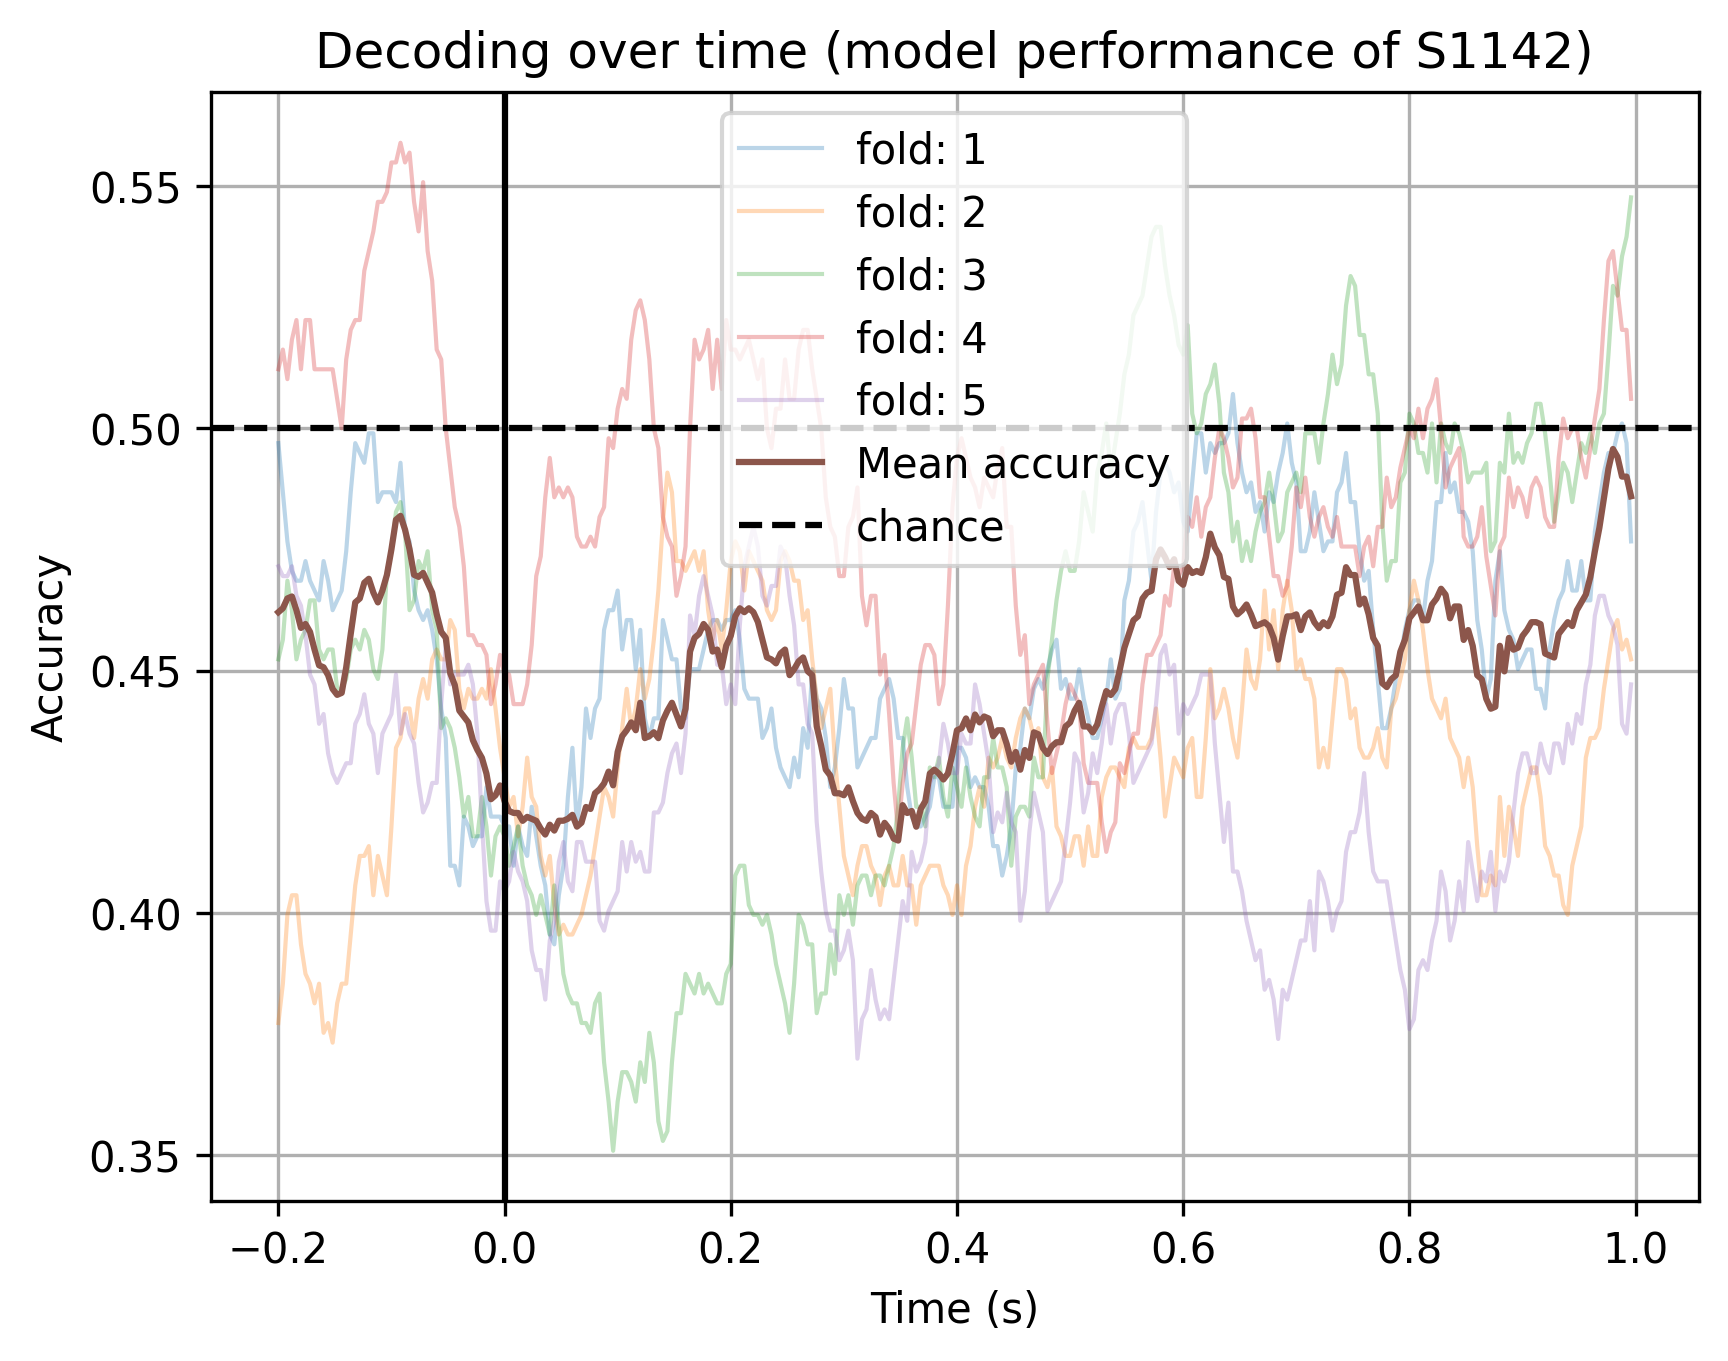 Decoding over time (model performance of S1142)
fold: 1
fold: 2
fold: 3
fold: 4
fold: 5
Mean accuracy
chance
Accuracy
0.55
0.50
0.45
0.40
0.35
−0.2 0.0 0.2 0.4 0.6 0.8 1.0
Time (s)